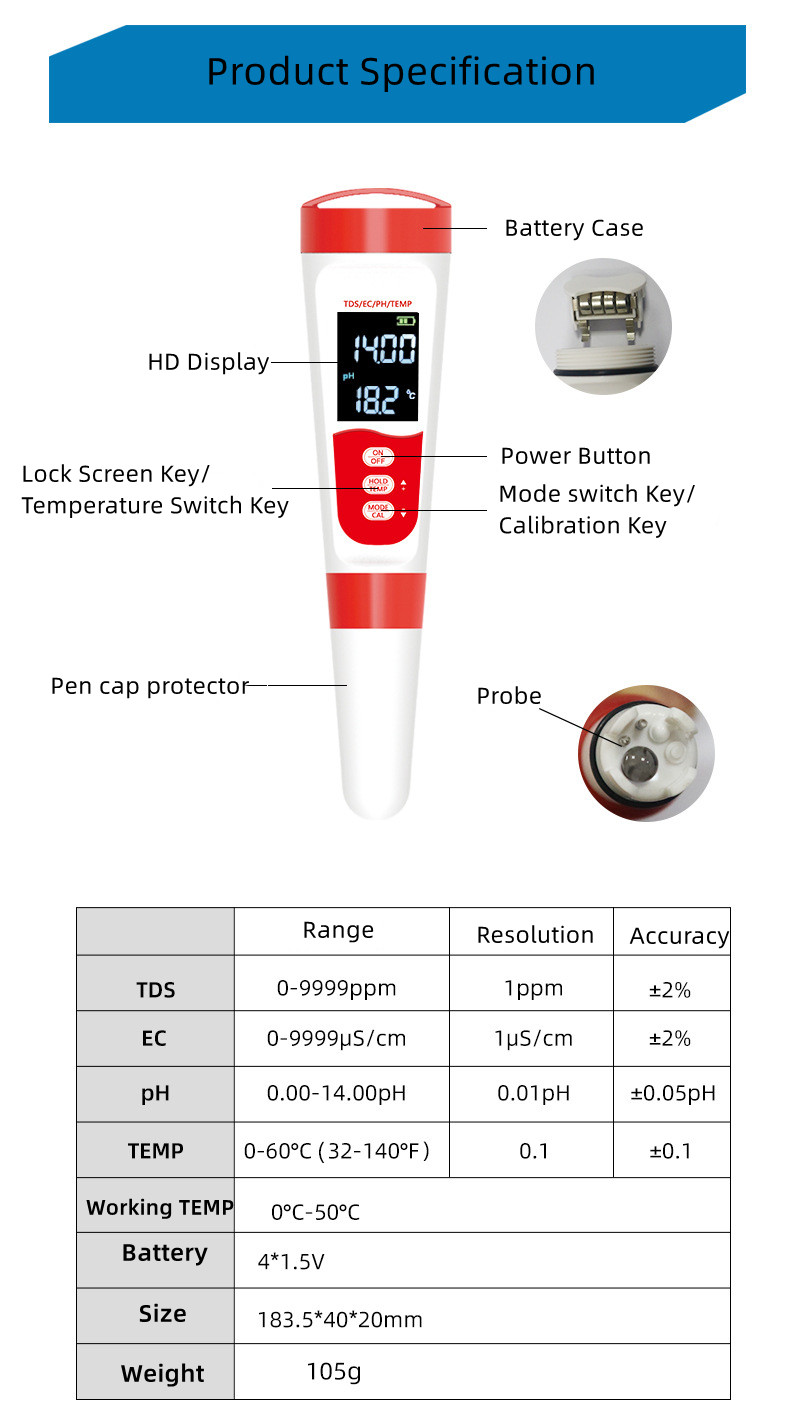 Product Specification
Battery Case
TDS/EC/PH/TEMP
14.00
pH
18.2 °C
HD Display
ON
OFF
Power Button
Lock Screen Key/
Temperature Switch Key
HOLD
TEMP
Mode switch Key/
Calibration Key
MODE
CAL
Pen cap protector
Probe
Range Resolution Accuracy
TDS 0-9999ppm 1ppm ±2%
EC 0-9999µS/cm 1µS/cm ±2%
pH 0.00-14.00pH 0.01pH ±0.05pH
TEMP 0-60°C (32-140°F) 0.1 ±0.1
Working TEMP 0°C-50°C
Battery 4*1.5V
Size 183.5*40*20mm
Weight 105g